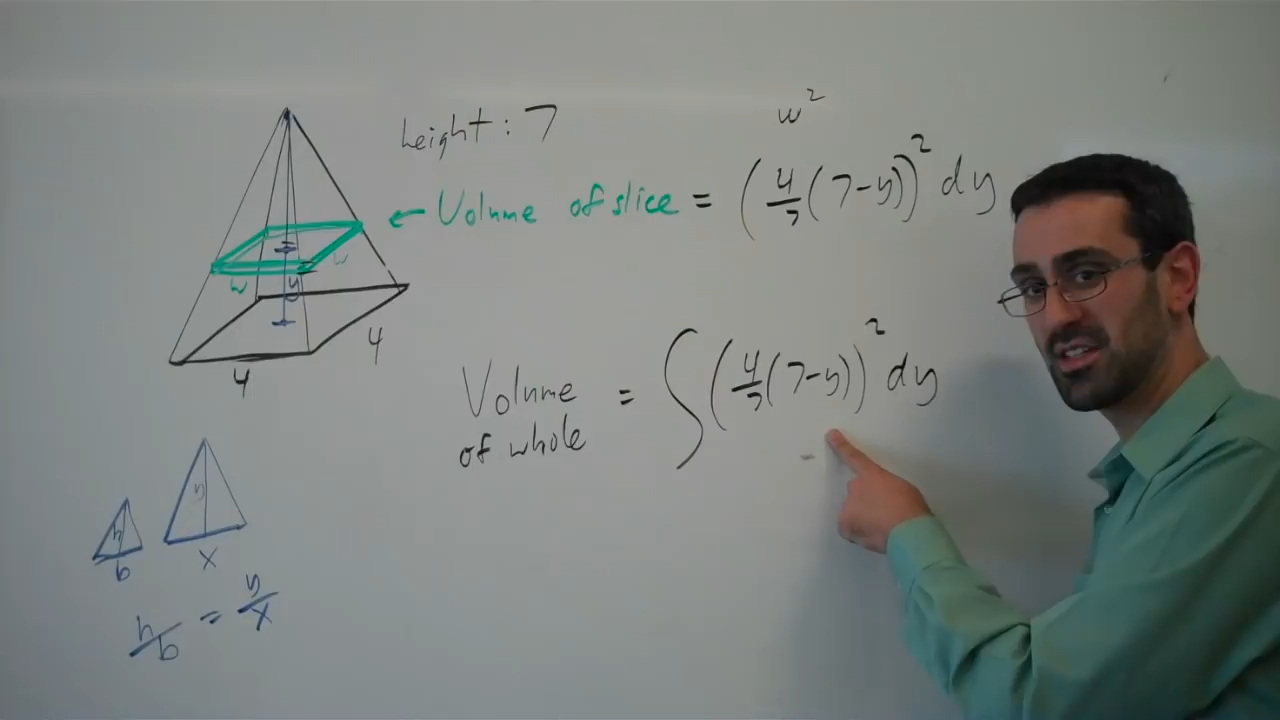 height: 7
w²
Volume of slice = (4/7(7-y))² dy
w
w
y
4
4
Volume of whole = ∫(4/7(7-y))² dy
h
b
y
x
h/b = y/x